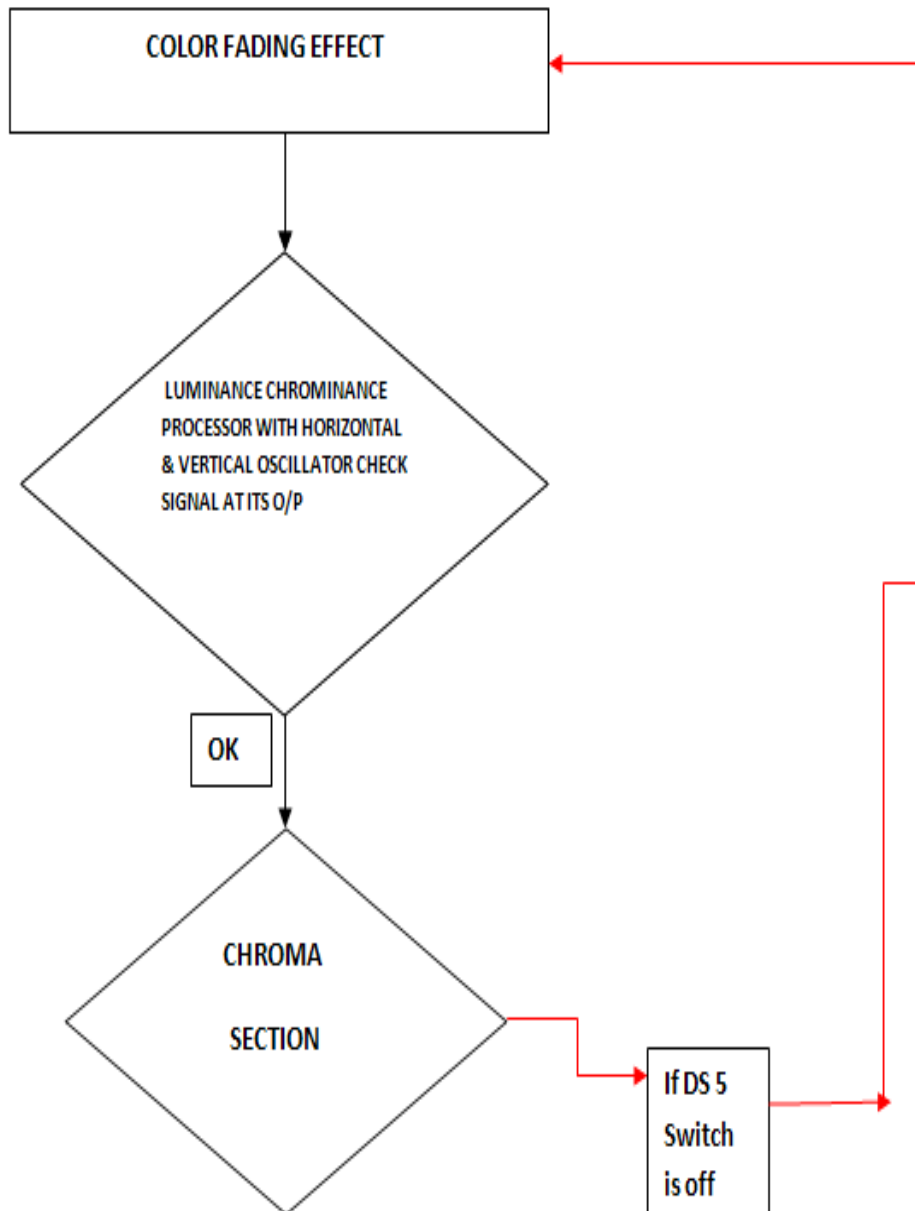 COLOR FADING EFFECT
LUMINANCE CHROMINANCE
PROCESSOR WITH HORIZONTAL
& VERTICAL OSCILLATOR CHECK
SIGNAL AT ITS O/P
OK
CHROMA
SECTION
If DS 5
Switch
is off